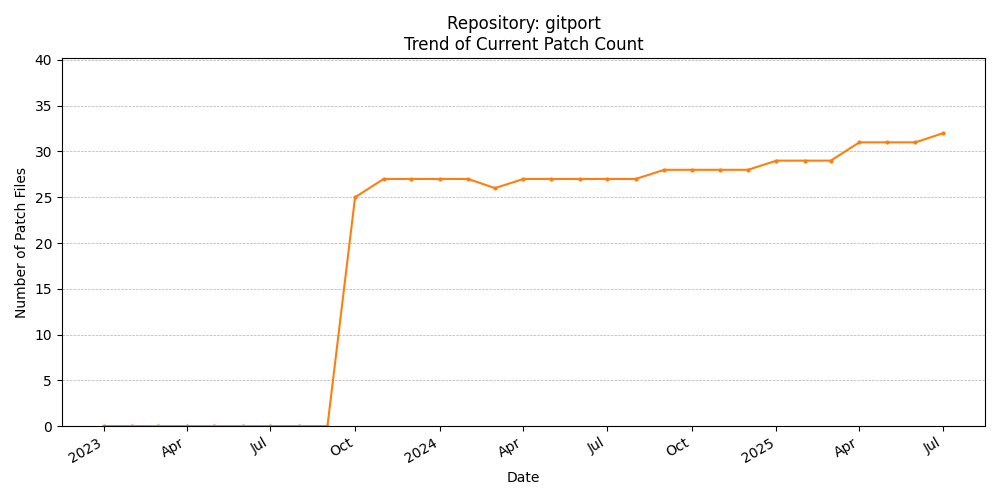 Repository: gitport
Trend of Current Patch Count
Number of Patch Files
40
35
30
25
20
15
10
5
0
2023
Apr
Jul
Oct
2024
Apr
Jul
Oct
2025
Apr
Jul
Date